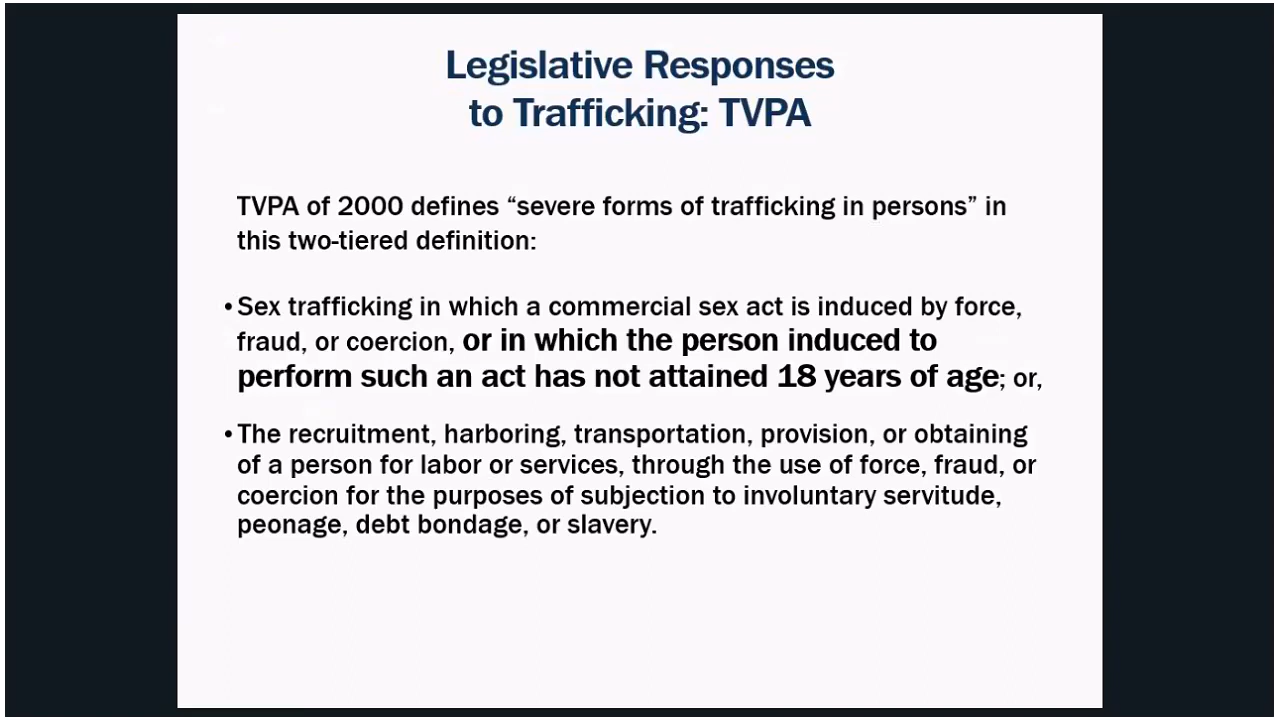 Legislative Responses
to Trafficking: TVPA
TVPA of 2000 defines “severe forms of trafficking in persons” in
this two-tiered definition:
• Sex trafficking in which a commercial sex act is induced by force,
fraud, or coercion, or in which the person induced to
perform such an act has not attained 18 years of age; or,
• The recruitment, harboring, transportation, provision, or obtaining
of a person for labor or services, through the use of force, fraud, or
coercion for the purposes of subjection to involuntary servitude,
peonage, debt bondage, or slavery.